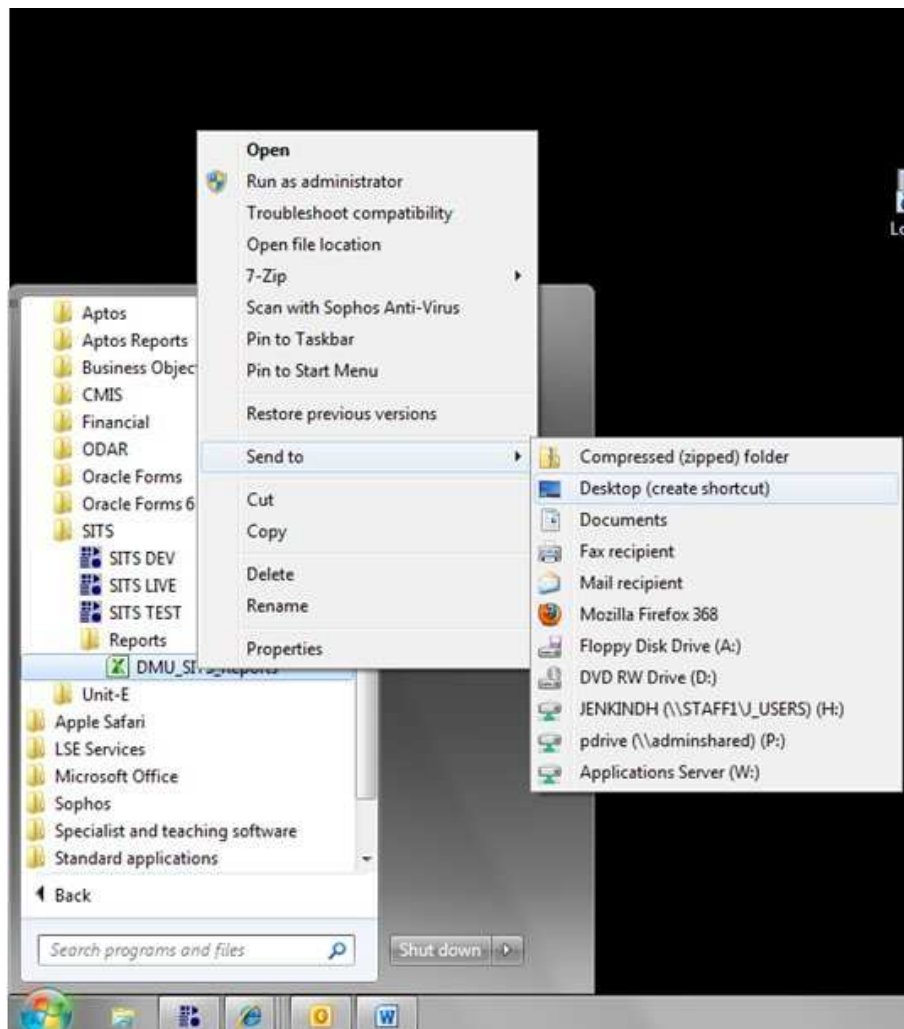 Open
Run as administrator
Troubleshoot compatibility
Open file location
7-Zip
Scan with Sophos Anti-Virus
Pin to Taskbar
Pin to Start Menu
Restore previous versions
Send to
Cut
Copy
Delete
Rename
Properties
Compressed (zipped) folder
Desktop (create shortcut)
Documents
Fax recipient
Mail recipient
Mozilla Firefox 368
Floppy Disk Drive (A:)
DVD RW Drive (D:)
JENKINDH (\\STAFF1\J_USERS) (H:)
pdrive (\\adminshared) (P:)
Applications Server (W:)
Aptos
Aptos Reports
Business Objec
CMIS
Financial
ODAR
Oracle Forms
Oracle Forms 6
SITS
SITS DEV
SITS LIVE
SITS TEST
Reports
DMU_SITS_Reports
Unit-E
Apple Safari
LSE Services
Microsoft Office
Sophos
Specialist and teaching software
Standard applications
Back
Search programs and files
Shut down